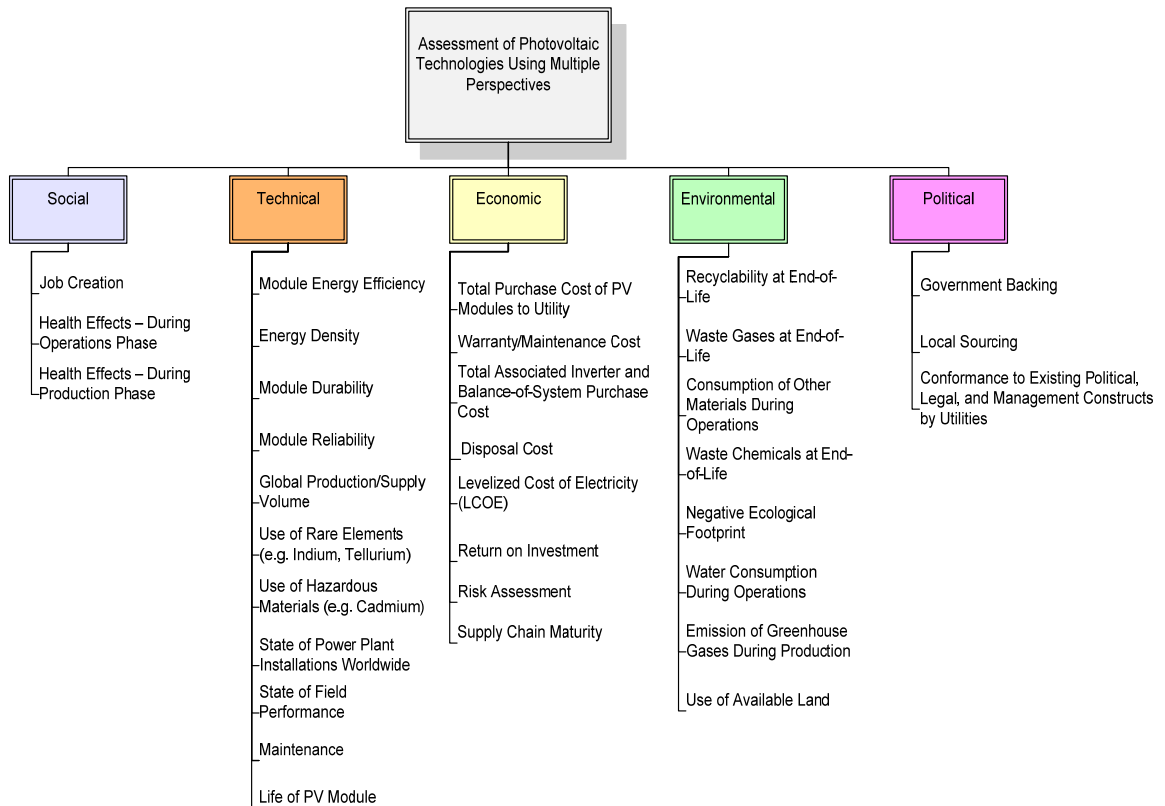 Assessment of Photovoltaic
Technologies Using Multiple
Perspectives
Social
Technical
Economic
Environmental
Political
Job Creation
Health Effects – During
Operations Phase
Health Effects – During
Production Phase
Module Energy Efficiency
Energy Density
Module Durability
Module Reliability
Global Production/Supply
Volume
Use of Rare Elements
(e.g. Indium, Tellurium)
Use of Hazardous
Materials (e.g. Cadmium)
State of Power Plant
Installations Worldwide
State of Field
Performance
Maintenance
Life of PV Module
Total Purchase Cost of PV
Modules to Utility
Warranty/Maintenance Cost
Total Associated Inverter and
Balance-of-System Purchase
Cost
Disposal Cost
Levelized Cost of Electricity
(LCOE)
Return on Investment
Risk Assessment
Supply Chain Maturity
Recyclability at End-of-
Life
Waste Gases at End-of-
Life
Consumption of Other
Materials During
Operations
Waste Chemicals at End-
of-Life
Negative Ecological
Footprint
Water Consumption
During Operations
Emission of Greenhouse
Gases During Production
Use of Available Land
Government Backing
Local Sourcing
Conformance to Existing Political,
Legal, and Management Constructs
by Utilities